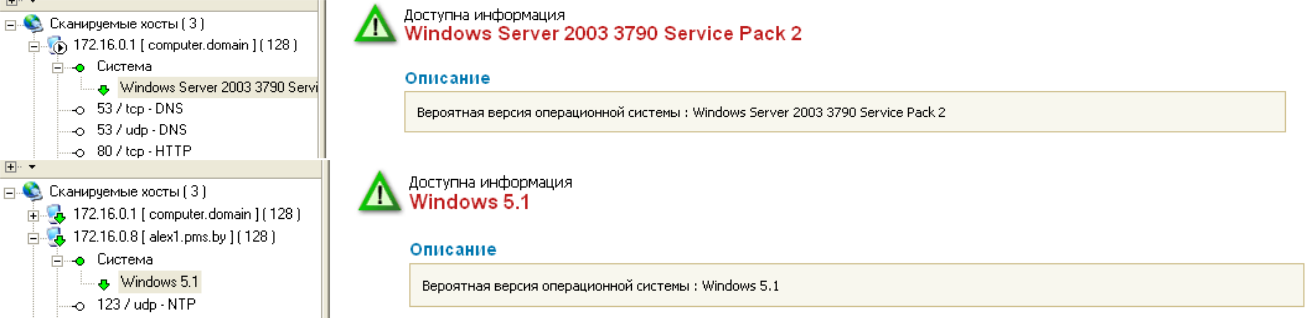 Сканируемые хосты ( 3 )
172.16.0.1 [ computer.domain ] ( 128 )
Система
Windows Server 2003 3790 Servi
53 / tcp - DNS
53 / udp - DNS
80 / tcp - HTTP
Доступна информация
Windows Server 2003 3790 Service Pack 2
Описание
Вероятная версия операционной системы : Windows Server 2003 3790 Service Pack 2
Сканируемые хосты ( 3 )
172.16.0.1 [ computer.domain ] ( 128 )
172.16.0.8 [ alex1.pms.by ] ( 128 )
Система
Windows 5.1
123 / udp - NTP
Доступна информация
Windows 5.1
Описание
Вероятная версия операционной системы : Windows 5.1